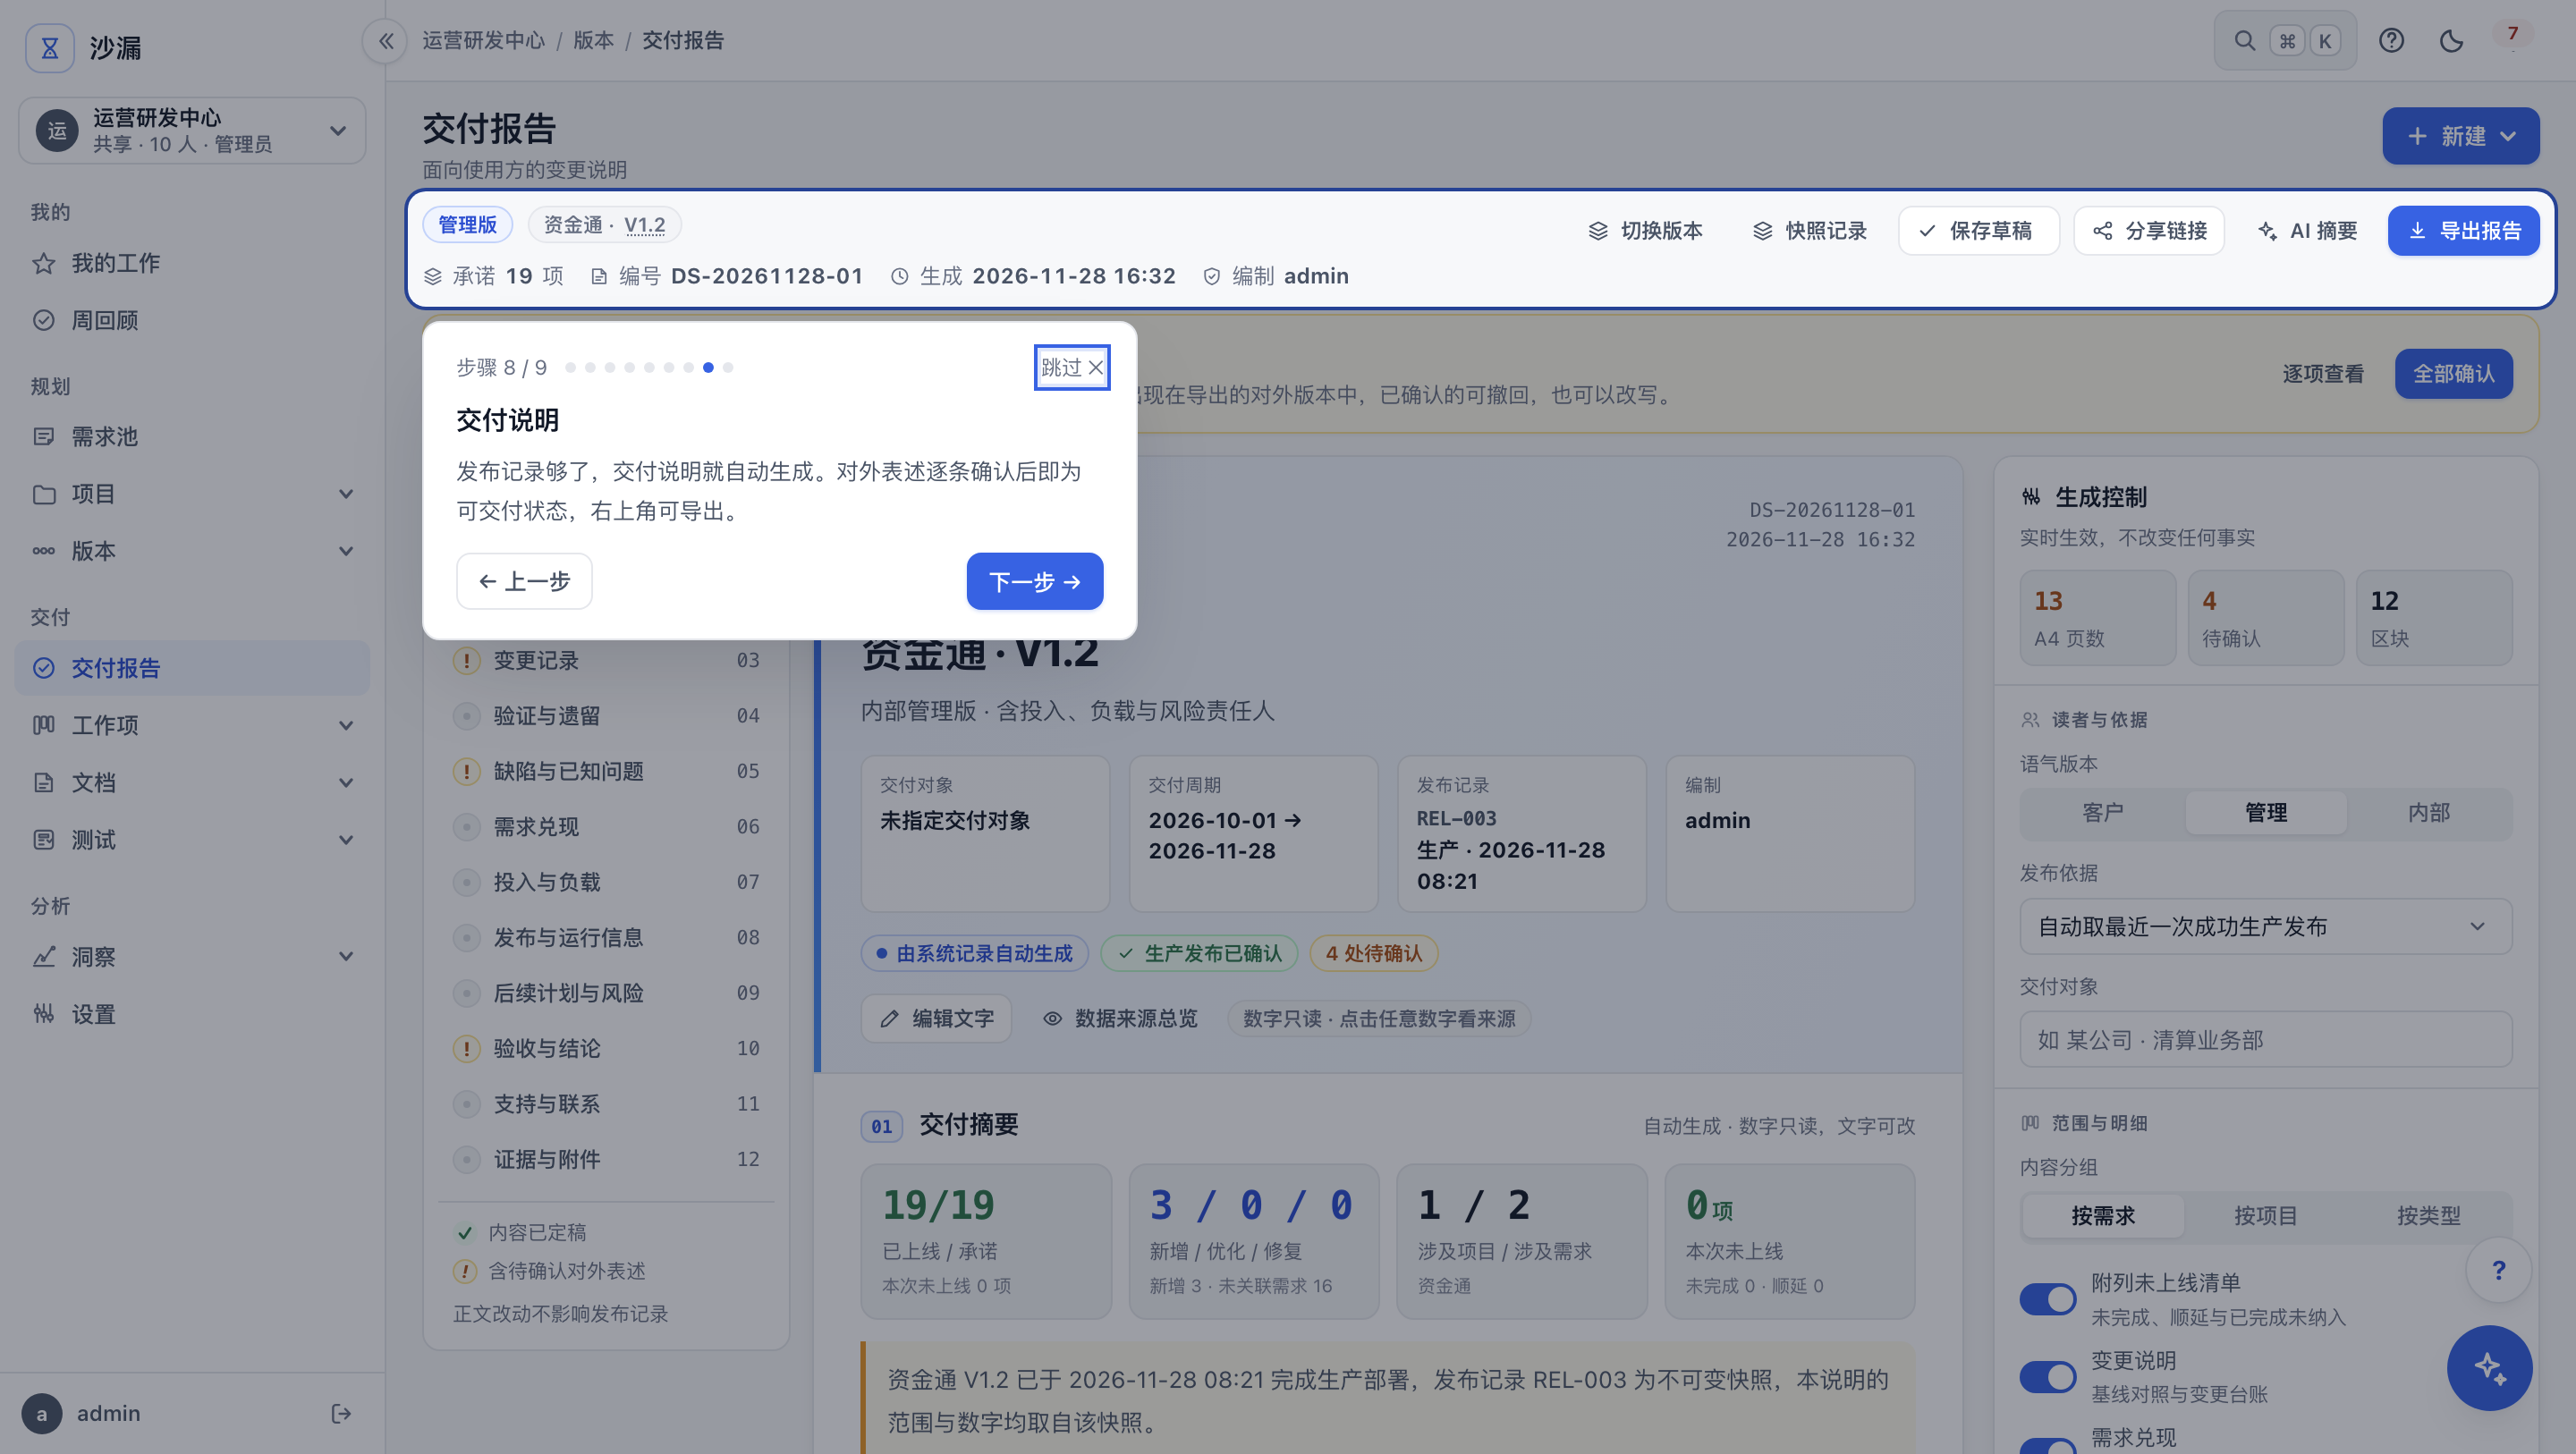 沙漏
运
运营研发中心
共享 · 10 人 · 管理员
我的
我的工作
周回顾
规划
需求池
项目
版本
交付
交付报告
工作项
文档
测试
分析
洞察
设置
a
admin
运营研发中心 / 版本 / 交付报告
⌘ K
7
交付报告
面向使用方的变更说明
新建
管理版
资金通 · V1.2
切换版本
快照记录
保存草稿
分享链接
AI 摘要
导出报告
承诺 19 项
编号 DS-20261128-01
生成 2026-11-28 16:32
编制 admin
步骤 8 / 9
跳过
交付说明
发布记录够了，交付说明就自动生成。对外表述逐条确认后即为
可交付状态，右上角可导出。
← 上一步
下一步 →
现在导出的对外版本中，已确认的可撤回，也可以改写。
逐项查看
全部确认
变更记录 03
验证与遗留 04
缺陷与已知问题 05
需求兑现 06
投入与负载 07
发布与运行信息 08
后续计划与风险 09
验收与结论 10
支持与联系 11
证据与附件 12
内容已定稿
含待确认对外表述
正文改动不影响发布记录
DS-20261128-01
2026-11-28 16:32
资金通 · V1.2
内部管理版 · 含投入、负载与风险责任人
交付对象
未指定交付对象
交付周期
2026-10-01 →
2026-11-28
发布记录
REL-003
生产 · 2026-11-28
08:21
编制
admin
由系统记录自动生成
生产发布已确认
4 处待确认
编辑文字
数据来源总览
数字只读 · 点击任意数字看来源
01 交付摘要
自动生成 · 数字只读，文字可改
19/19
已上线 / 承诺
本次未上线 0 项
3 / 0 / 0
新增 / 优化 / 修复
新增 3 · 未关联需求 16
1 / 2
涉及项目 / 涉及需求
资金通
0项
本次未上线
未完成 0 · 顺延 0
资金通 V1.2 已于 2026-11-28 08:21 完成生产部署，发布记录 REL-003 为不可变快照，本说明的
范围与数字均取自该快照。
生成控制
实时生效，不改变任何事实
13
A4 页数
4
待确认
12
区块
读者与依据
语气版本
客户
管理
内部
发布依据
自动取最近一次成功生产发布
交付对象
如 某公司 · 清算业务部
范围与明细
内容分组
按需求
按项目
按类型
附列未上线清单
未完成、顺延与已完成未纳入
变更说明
基线对照与变更台账
需求兑现
?